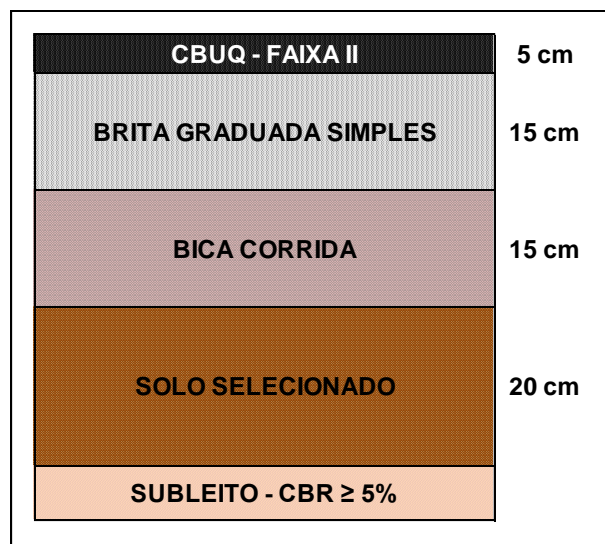 CBUQ - FAIXA II 5 cm
BRITA GRADUADA SIMPLES 15 cm
BICA CORRIDA 15 cm
SOLO SELECIONADO 20 cm
SUBLEITO - CBR ≥ 5%